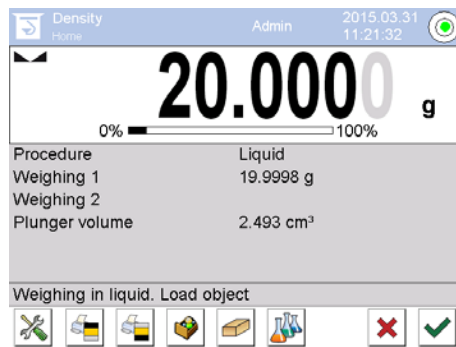 Density Admin 2015.03.31
Home 11:21:32
20.0000 g
0% 100%
Procedure Liquid
Weighing 1 19.9998 g
Weighing 2
Plunger volume 2.493 cm³
Weighing in liquid. Load object